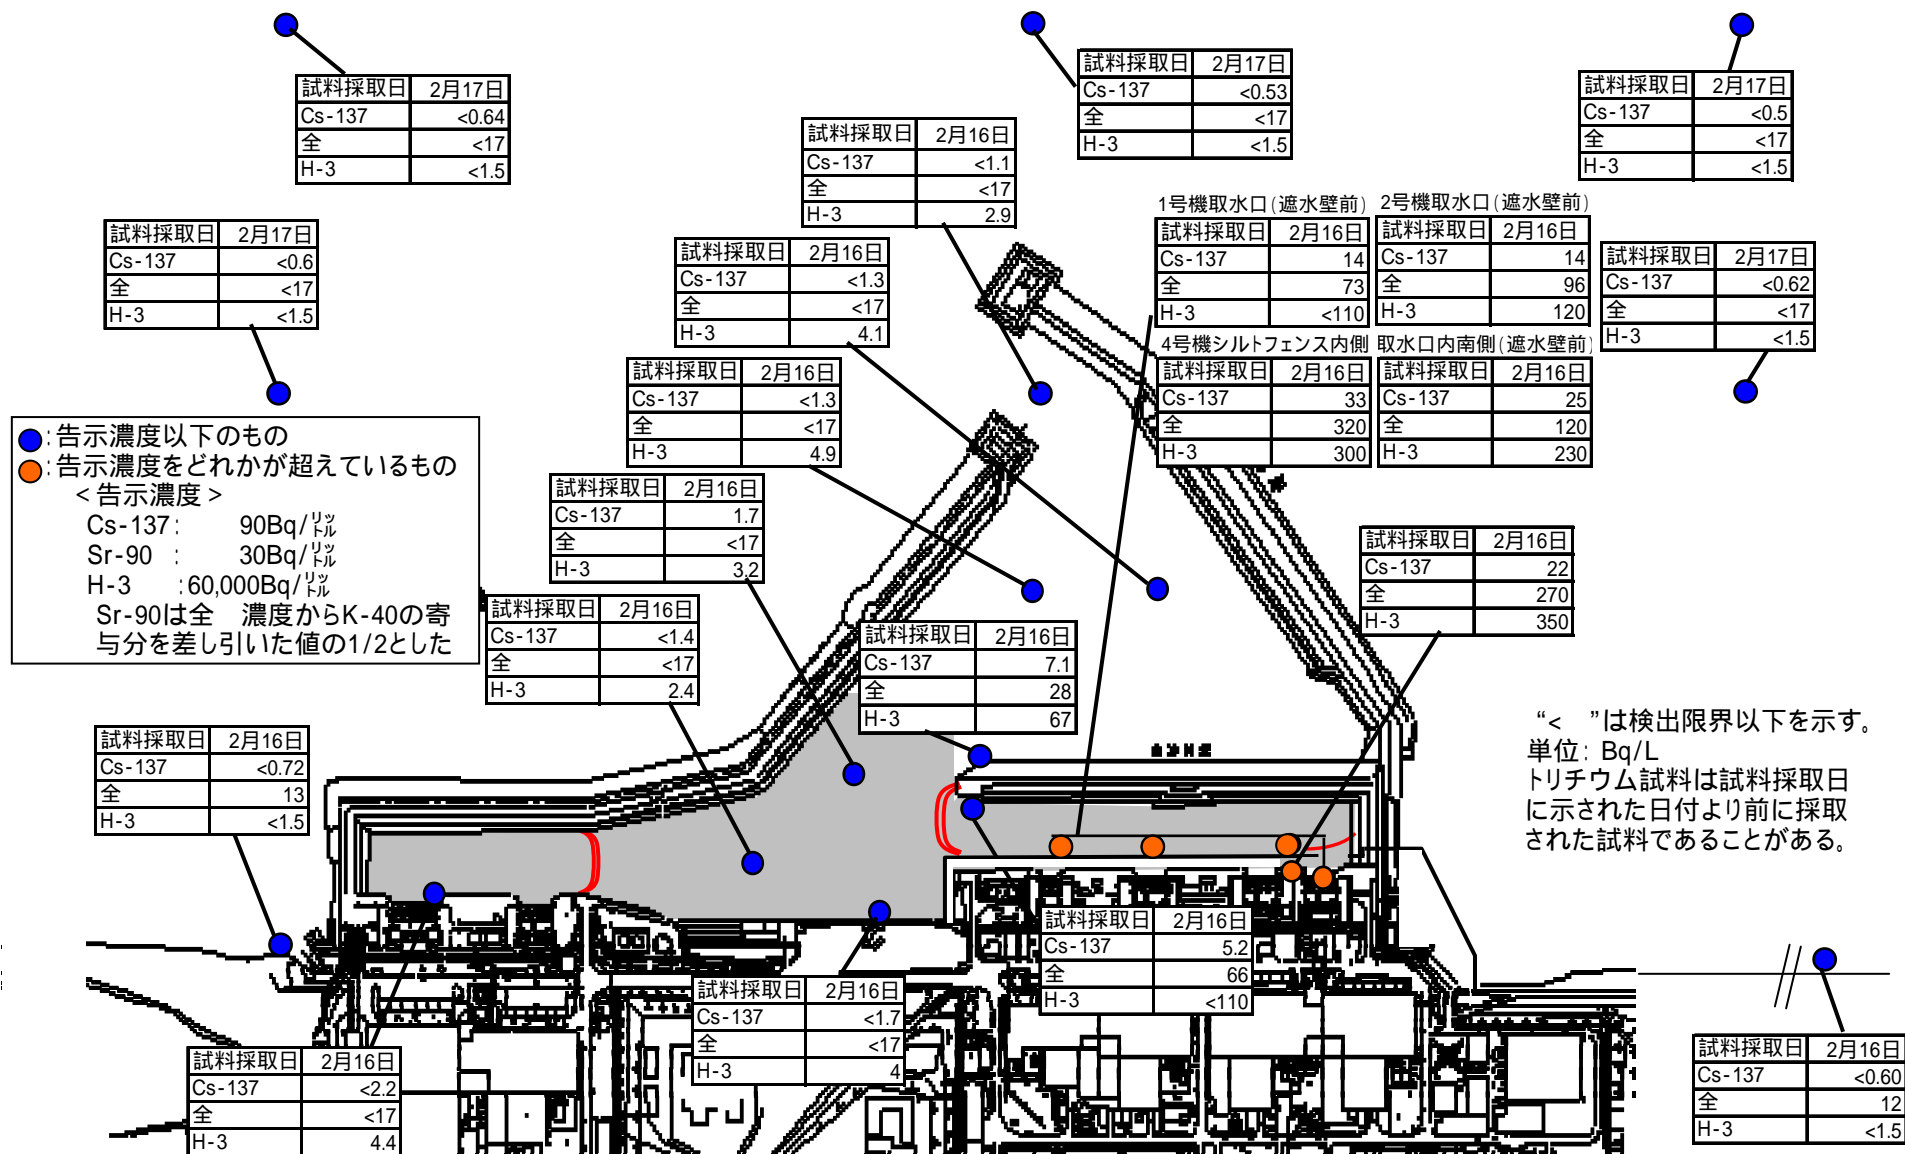 試料採取日 2月17日
Cs-137 <0.64
全 <17
H-3 <1.5
試料採取日 2月17日
Cs-137 <0.53
全 <17
H-3 <1.5
試料採取日 2月17日
Cs-137 <0.5
全 <17
H-3 <1.5
試料採取日 2月16日
Cs-137 <1.1
全 <17
H-3 2.9
試料採取日 2月17日
Cs-137 <0.6
全 <17
H-3 <1.5
試料採取日 2月16日
Cs-137 <1.3
全 <17
H-3 4.1
1号機取水口(遮水壁前)
試料採取日 2月16日
Cs-137 14
全 73
H-3 <110
2号機取水口(遮水壁前)
試料採取日 2月16日
Cs-137 14
全 96
H-3 120
試料採取日 2月17日
Cs-137 <0.62
全 <17
H-3 <1.5
4号機シルトフェンス内側
試料採取日 2月16日
Cs-137 33
全 320
H-3 300
取水口内南側(遮水壁前)
試料採取日 2月16日
Cs-137 25
全 120
H-3 230
試料採取日 2月16日
Cs-137 <1.3
全 <17
H-3 4.9
:告示濃度以下のもの
:告示濃度をどれかが超えているもの
<告示濃度>
Cs-137: 90Bq/リットル
Sr-90 : 30Bq/リットル
H-3 :60,000Bq/リットル
Sr-90は全 濃度からK-40の寄
与分を差し引いた値の1/2とした
試料採取日 2月16日
Cs-137 1.7
全 <17
H-3 3.2
試料採取日 2月16日
Cs-137 22
全 270
H-3 350
試料採取日 2月16日
Cs-137 <1.4
全 <17
H-3 2.4
試料採取日 2月16日
Cs-137 7.1
全 28
H-3 67
“< ”は検出限界以下を示す。
単位: Bq/L
トリチウム試料は試料採取日
に示された日付より前に採取
された試料であることがある。
試料採取日 2月16日
Cs-137 <0.72
全 13
H-3 <1.5
試料採取日 2月16日
Cs-137 5.2
全 66
H-3 <110
試料採取日 2月16日
Cs-137 <1.7
全 <17
H-3 4
試料採取日 2月16日
Cs-137 <2.2
全 <17
H-3 4.4
試料採取日 2月16日
Cs-137 <0.60
全 12
H-3 <1.5